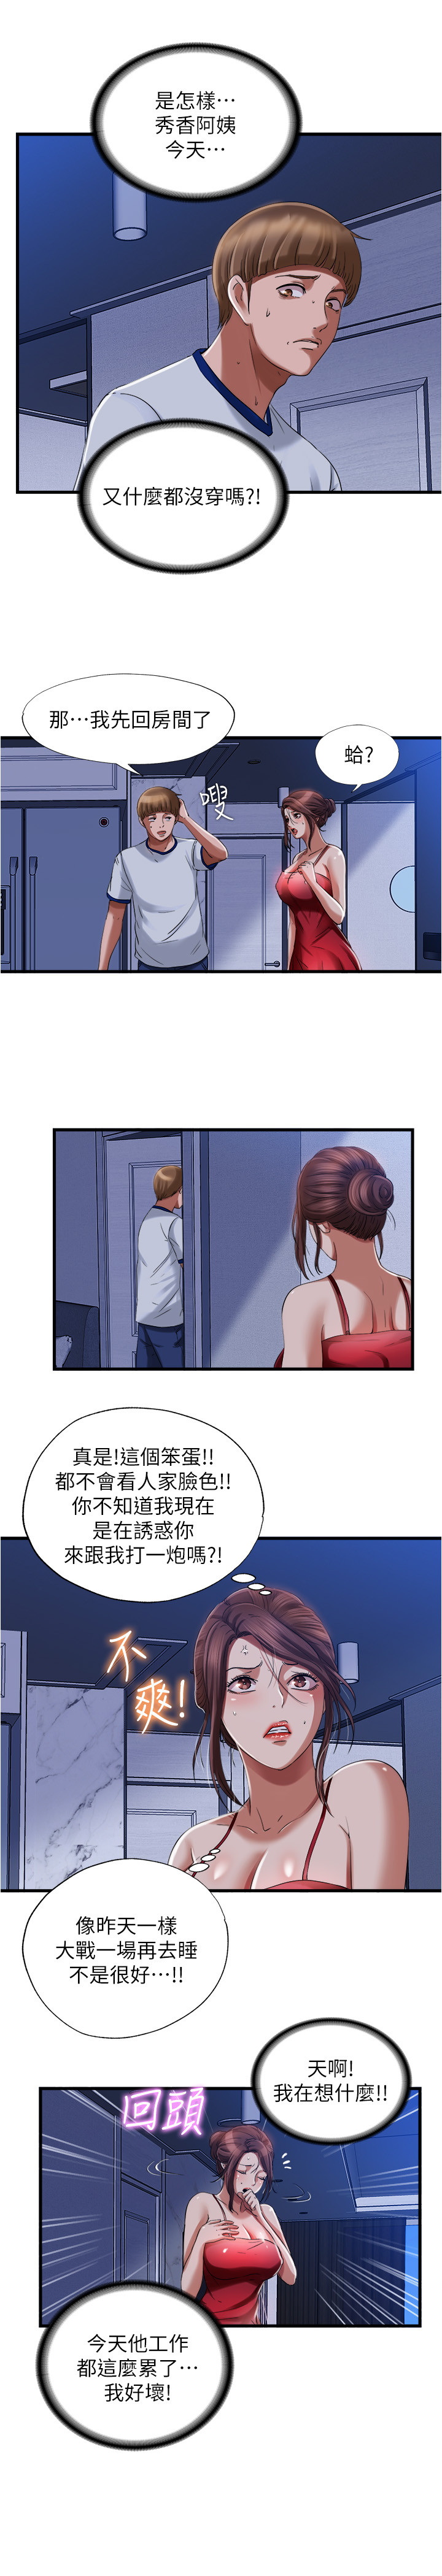 是怎樣⋯
秀香阿姨
今天⋯
又什麼都沒穿嗎?!
那⋯我先回房間了
蛤?
嗖
真是!這個笨蛋!!
都不會看人家臉色!!
你不知道我現在
是在誘惑你
來跟我打一炮嗎?!
不
爽!
像昨天一樣
大戰一場再去睡
不是很好⋯!!
天啊!
我在想什麼!!
回頭
今天他工作
都這麼累了⋯
我好壞!